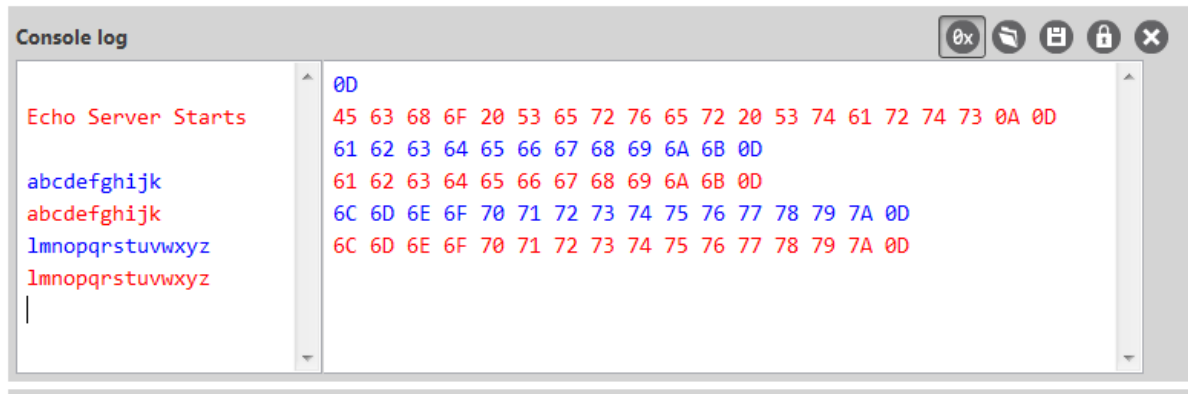 Console log
0x
Echo Server Starts
abcdefghijk
abcdefghijk
lmnopqrstuvwxyz
lmnopqrstuvwxyz
0D
45 63 68 6F 20 53 65 72 76 65 72 20 53 74 61 72 74 73 0A 0D
61 62 63 64 65 66 67 68 69 6A 6B 0D
61 62 63 64 65 66 67 68 69 6A 6B 0D
6C 6D 6E 6F 70 71 72 73 74 75 76 77 78 79 7A 0D
6C 6D 6E 6F 70 71 72 73 74 75 76 77 78 79 7A 0D